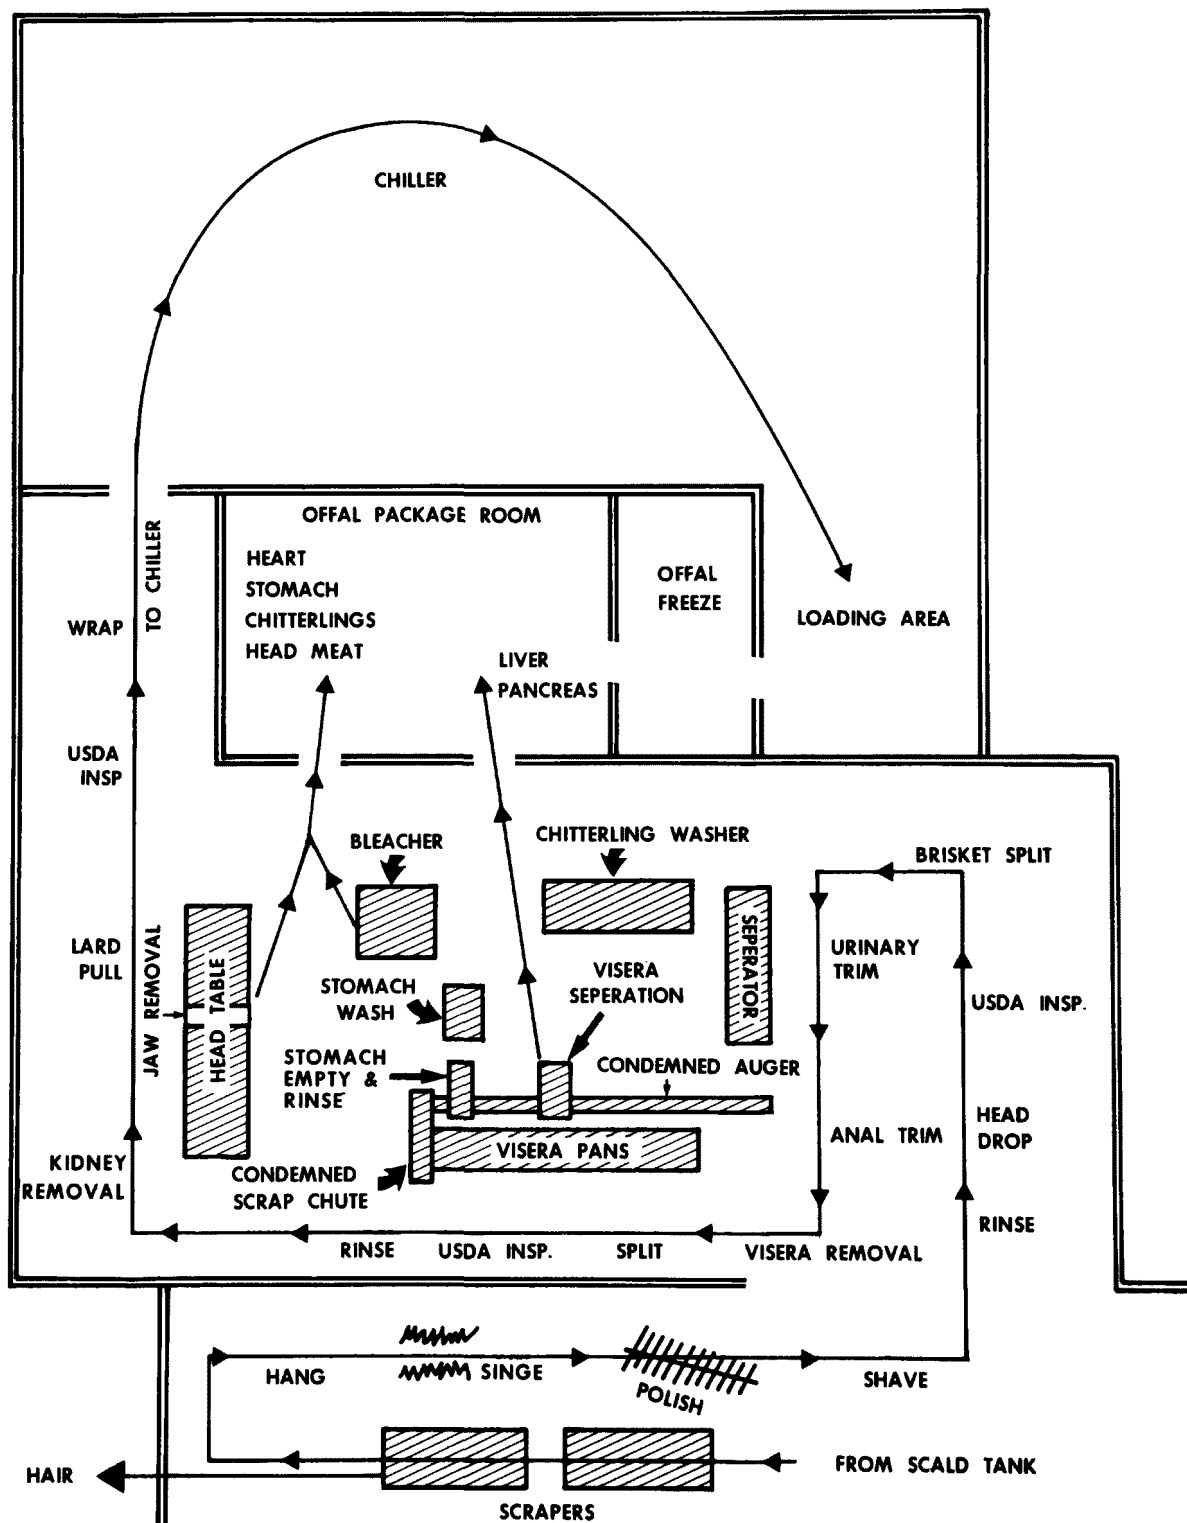 CHILLER
OFFAL PACKAGE ROOM
HEART
STOMACH
CHITTERLINGS
HEAD MEAT
LIVER
PANCREAS
OFFAL
FREEZE
LOADING AREA
TO CHILLER
WRAP
USDA
INSP
LARD
PULL
JAW REMOVAL
HEAD TABLE
KIDNEY
REMOVAL
BLEACHER
CHITTERLING WASHER
STOMACH
WASH
VISERA
SEPERATION
SEPERATOR
STOMACH
EMPTY &
RINSE
CONDEMNED AUGER
VISERA PANS
CONDEMNED
SCRAP CHUTE
BRISKET SPLIT
URINARY
TRIM
USDA INSP.
ANAL TRIM
HEAD
DROP
RINSE
RINSE
USDA INSP.
SPLIT
VISERA REMOVAL
HANG
SINGE
POLISH
SHAVE
HAIR
FROM SCALD TANK
SCRAPERS